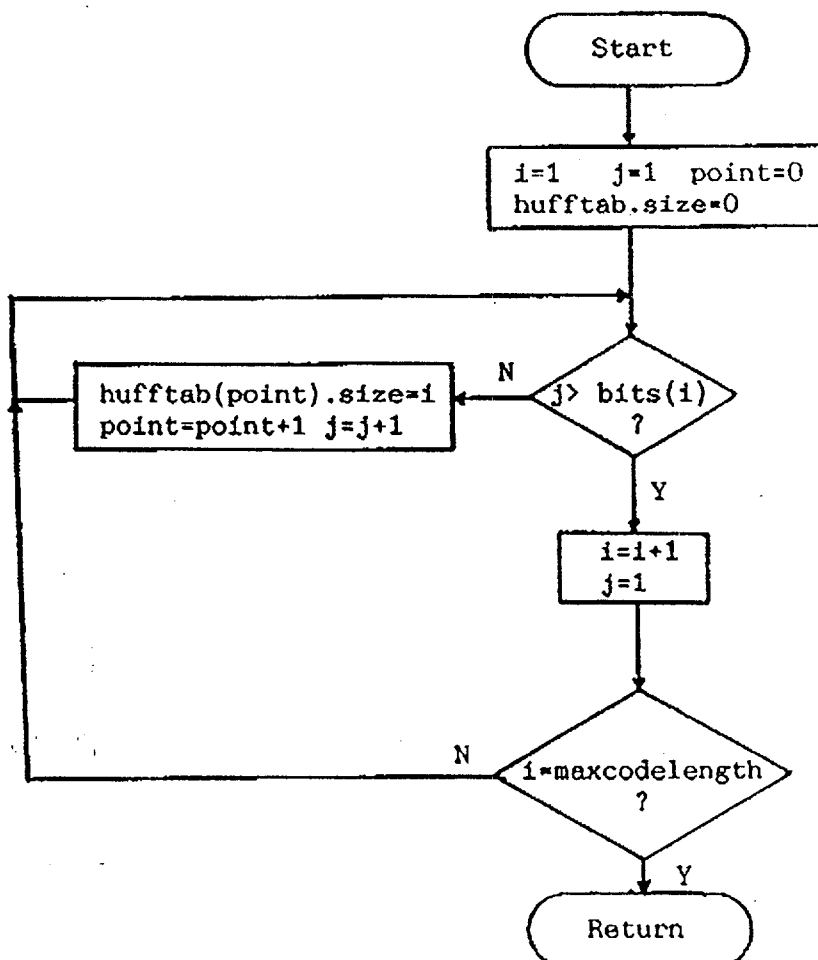 Start
i=1 j=1 point=0
hufftab.size=0
j> bits(i)
?
N
hufftab(point).size=i
point=point+1 j=j+1
Y
i=i+1
j=1
N
i=maxcodelength
?
Y
Return